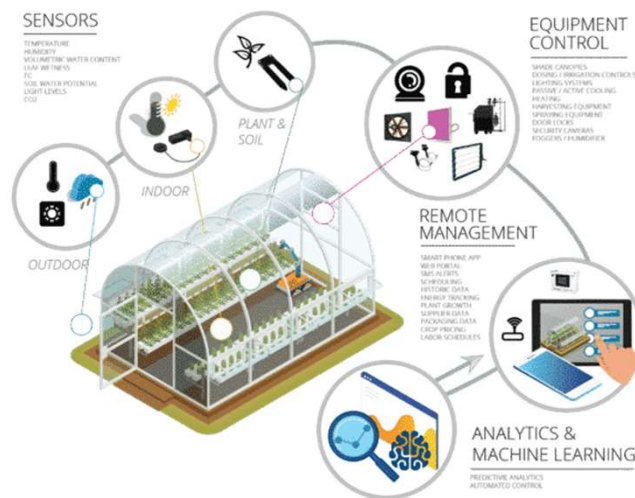 SENSORS
TEMPERATURE
HUMIDITY
VOLUMETRIC WATER CONTENT
LEAF WETNESS
EC
SOIL WATER POTENTIAL
LIGHT LEVELS
CO2
PLANT &
SOIL
INDOOR
OUTDOOR
EQUIPMENT
CONTROL
SHADE CANOPIES
DOSING / IRRIGATION CONTROLS
LIGHTING SYSTEMS
PASSIVE / ACTIVE COOLING
HEATING
HARVESTING EQUIPMENT
SPRAYING EQUIPMENT
DOOR LOCKS
SECURITY CAMERAS
FOGGERS / HUMIDIFIER
REMOTE
MANAGEMENT
SMART PHONE APP
WEB PORTAL
SMS ALERTS
SCHEDULING
HISTORIC DATA
ENERGY TRACKING
PLANT GROWTH
SUPPLIER DATA
PACKAGING DATA
CROP PRICING
LABOR SCHEDULES
ANALYTICS &
MACHINE LEARNING
PREDICTIVE ANALYTICS
AUTOMATED CONTROL